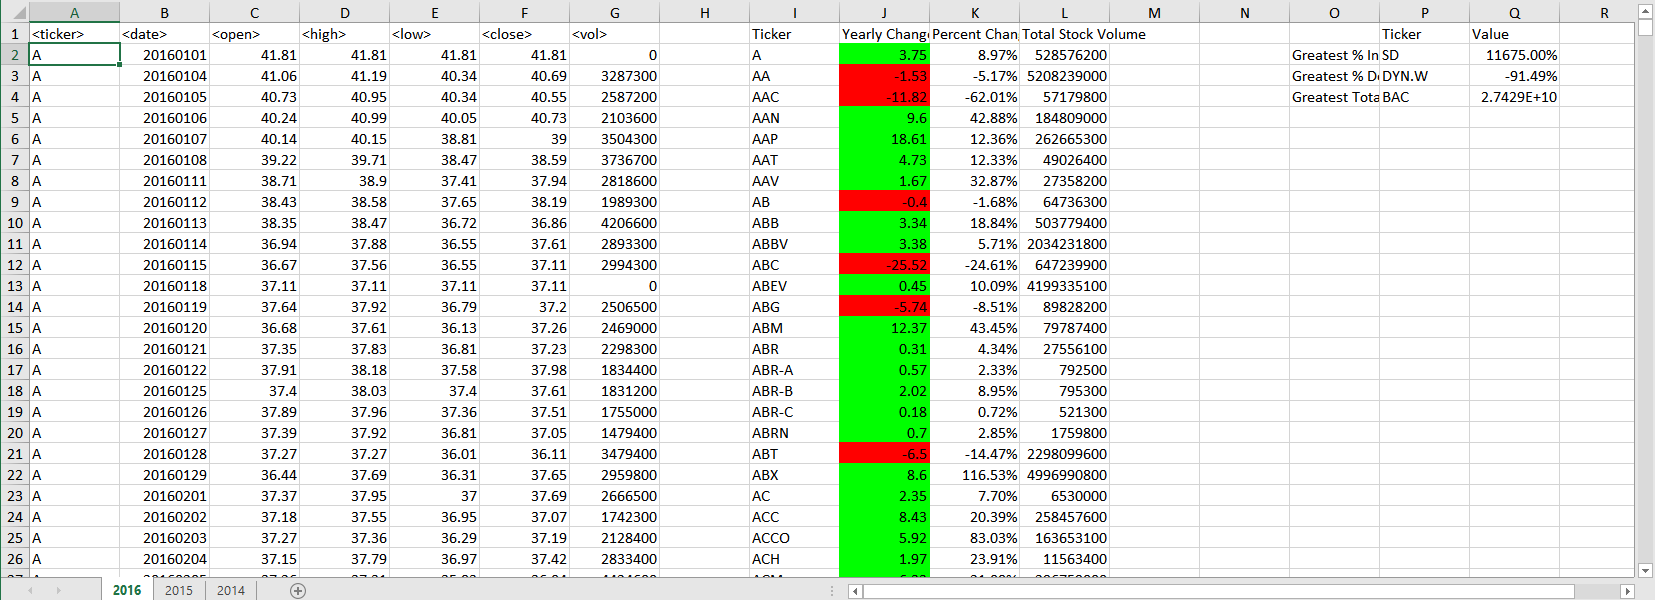 A B C D E F G H I J K L M N O P Q R
1 <ticker> <date> <open> <high> <low> <close> <vol> Ticker Yearly Chang Percent Chan Total Stock Volume Ticker Value
2 A 20160101 41.81 41.81 41.81 41.81 0 A 3.75 8.97% 528576200 Greatest % In SD 11675.00%
3 A 20160104 41.06 41.19 40.34 40.69 3287300 AA -1.53 -5.17% 5208239000 Greatest % D DYN.W -91.49%
4 A 20160105 40.73 40.95 40.34 40.55 2587200 AAC -11.82 -62.01% 57179800 Greatest Tota BAC 2.7429E+10
5 A 20160106 40.24 40.99 40.05 40.73 2103600 AAN 9.6 42.88% 184809000
6 A 20160107 40.14 40.15 38.81 39 3504300 AAP 18.61 12.36% 262665300
7 A 20160108 39.22 39.71 38.47 38.59 3736700 AAT 4.73 12.33% 49026400
8 A 20160111 38.71 38.9 37.41 37.94 2818600 AAV 1.67 32.87% 27358200
9 A 20160112 38.43 38.58 37.65 38.19 1989300 AB -0.4 -1.68% 64736300
10 A 20160113 38.35 38.47 36.72 36.86 4206600 ABB 3.34 18.84% 503779400
11 A 20160114 36.94 37.88 36.55 37.61 2893300 ABBV 3.38 5.71% 2034231800
12 A 20160115 36.67 37.56 36.55 37.11 2994300 ABC -25.52 -24.61% 647239900
13 A 20160118 37.11 37.11 37.11 37.11 0 ABEV 0.45 10.09% 4199335100
14 A 20160119 37.64 37.92 36.79 37.2 2506500 ABG -5.74 -8.51% 89828200
15 A 20160120 36.68 37.61 36.13 37.26 2469000 ABM 12.37 43.45% 79787400
16 A 20160121 37.35 37.83 36.81 37.23 2298300 ABR 0.31 4.34% 27556100
17 A 20160122 37.91 38.18 37.58 37.98 1834400 ABR-A 0.57 2.33% 792500
18 A 20160125 37.4 38.03 37.4 37.61 1831200 ABR-B 2.02 8.95% 795300
19 A 20160126 37.89 37.96 37.36 37.51 1755000 ABR-C 0.18 0.72% 521300
20 A 20160127 37.39 37.92 36.81 37.05 1479400 ABRN 0.7 2.85% 1759800
21 A 20160128 37.27 37.27 36.01 36.11 3479400 ABT -6.5 -14.47% 2298099600
22 A 20160129 36.44 37.69 36.31 37.65 2959800 ABX 8.6 116.53% 4996990800
23 A 20160201 37.37 37.95 37 37.69 2666500 AC 2.35 7.70% 6530000
24 A 20160202 37.18 37.55 36.95 37.07 1742300 ACC 8.43 20.39% 258457600
25 A 20160203 37.27 37.36 36.29 37.19 2128400 ACCO 5.92 83.03% 163653100
26 A 20160204 37.15 37.79 36.97 37.42 2833400 ACH 1.97 23.91% 11563400
2016 2015 2014